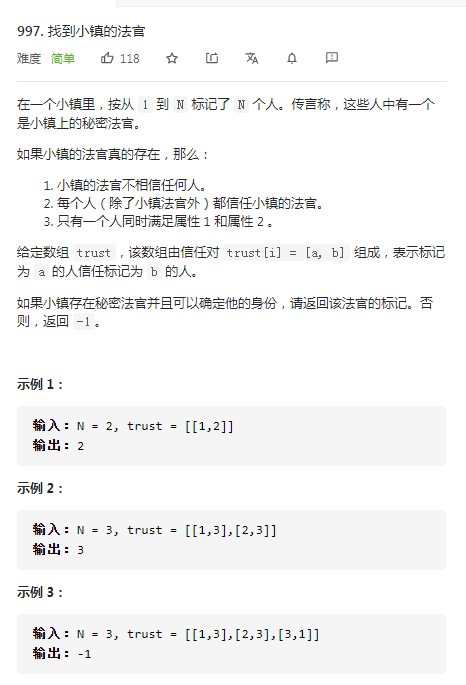 997. 找到小镇的法官
难度 简单 118
在一个小镇里，按从 1 到 N 标记了 N 个人。传言称，这些人中有一个
是小镇上的秘密法官。
如果小镇的法官真的存在，那么：
1. 小镇的法官不相信任何人。
2. 每个人（除了小镇法官外）都信任小镇的法官。
3. 只有一个人同时满足属性 1 和属性 2 。
给定数组 trust，该数组由信任对 trust[i] = [a, b] 组成，表示标记
为 a 的人信任标记为 b 的人。
如果小镇存在秘密法官并且可以确定他的身份，请返回该法官的标记。否
则，返回 -1。
示例 1：
输入：N = 2, trust = [[1,2]]
输出：2
示例 2：
输入：N = 3, trust = [[1,3],[2,3]]
输出：3
示例 3：
输入：N = 3, trust = [[1,3],[2,3],[3,1]]
输出：-1